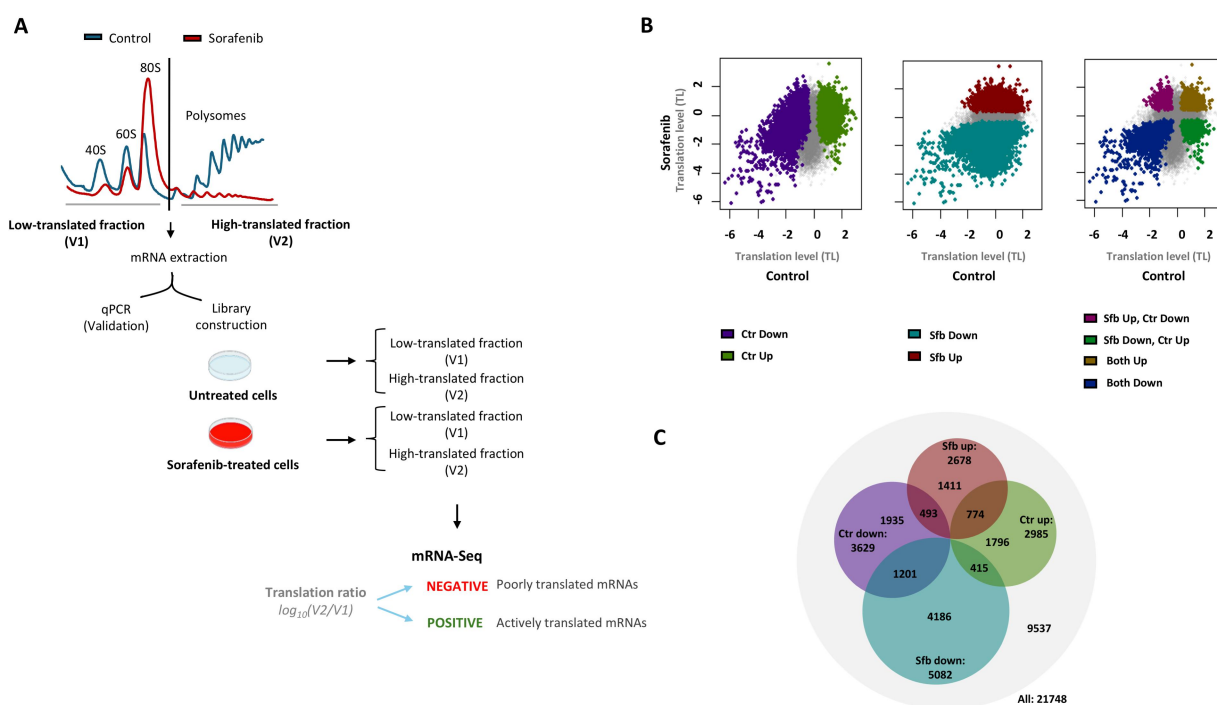 A
Control
Sorafenib
80S
60S
40S
Polysomes
Low-translated fraction
(V1)
High-translated fraction
(V2)
mRNA extraction
qPCR
(Validation)
Library
construction
Untreated cells
Low-translated fraction
(V1)
High-translated fraction
(V2)
Sorafenib-treated cells
Low-translated fraction
(V1)
High-translated fraction
(V2)
mRNA-Seq
Translation ratio
log10(V2/V1)
NEGATIVE
Poorly translated mRNAs
POSITIVE
Actively translated mRNAs
B
Sorafenib
Translation level (TL)
2
0
-2
-4
-6
-6 -4 -2 0 2
Translation level (TL)
Control
-6 -4 -2 0 2
Translation level (TL)
Control
-6 -4 -2 0 2
Translation level (TL)
Control
Ctr Down
Ctr Up
Sfb Down
Sfb Up
Sfb Up, Ctr Down
Sfb Down, Ctr Up
Both Up
Both Down
C
Sfb up:
2678
1411
493
774
1935
Ctr down:
3629
Ctr up:
2985
1796
415
1201
4186
Sfb down:
5082
9537
All: 21748